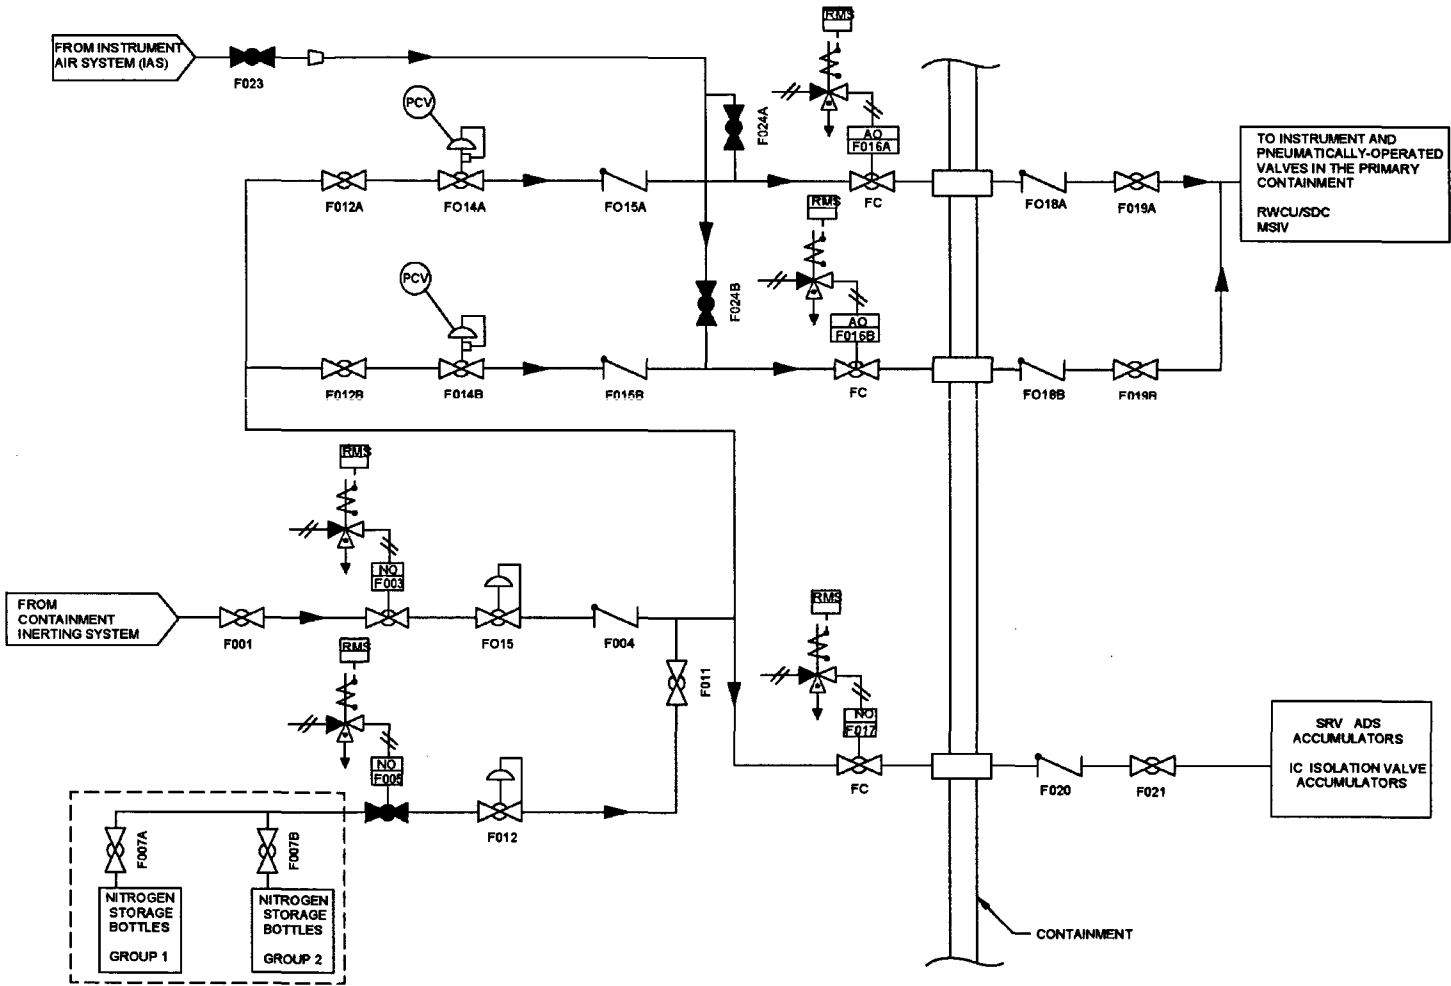 RMS
FROM INSTRUMENT
AIR SYSTEM (IAS)
F023
PCV
F024A
AO
F016A
TO INSTRUMENT AND
PNEUMATICALLY-OPERATED
VALVES IN THE PRIMARY
CONTAINMENT
RWCU/SDC
MSIV
F012A
FO14A
FO15A
FC
FO18A
F019A
RMS
PCV
F024B
AO
F016B
F012B
F014B
F015B
FC
FO18B
F019B
RMS
NO
F003
FROM
CONTAINMENT
INERTING SYSTEM
F001
FO15
F004
RMS
F011
RMS
NO
F017
SRV ADS
ACCUMULATORS
IC ISOLATION VALVE
ACCUMULATORS
NO
F005
FC
F020
F021
F012
F007A
F007B
NITROGEN
STORAGE
BOTTLES
GROUP 1
NITROGEN
STORAGE
BOTTLES
GROUP 2
CONTAINMENT